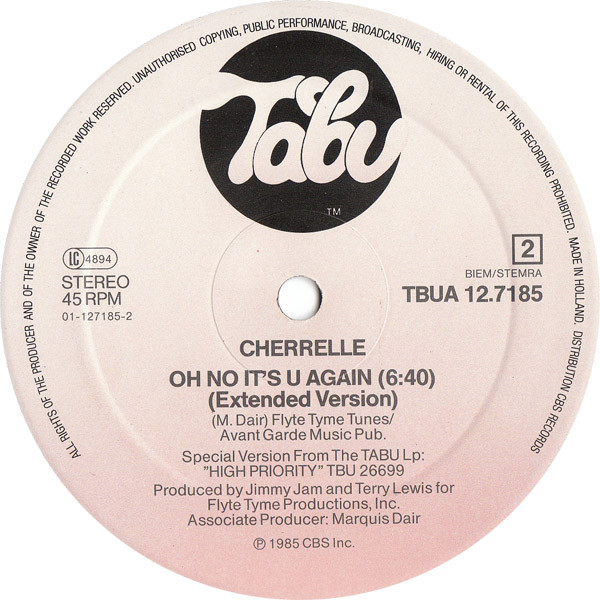 ALL RIGHTS OF THE PRODUCER AND OF THE OWNER OF THE RECORDED WORK RESERVED. UNAUTHORISED COPYING, PUBLIC PERFORMANCE, BROADCASTING, HIRING OR RENTAL OF THIS RECORDING PROHIBITED. MADE IN HOLLAND. DISTRIBUTION CBS RECORDS
Tabu
TM
LC 4894
STEREO
45 RPM
01-127185-2
2
BIEM/STEMRA
TBUA 12.7185
CHERRELLE
OH NO IT'S U AGAIN (6:40)
(Extended Version)
(M. Dair) Flyte Tyme Tunes/
Avant Garde Music Pub.
Special Version From The TABU Lp:
"HIGH PRIORITY" TBU 26699
Produced by Jimmy Jam and Terry Lewis for
Flyte Tyme Productions, Inc.
Associate Producer: Marquis Dair
℗ 1985 CBS Inc.